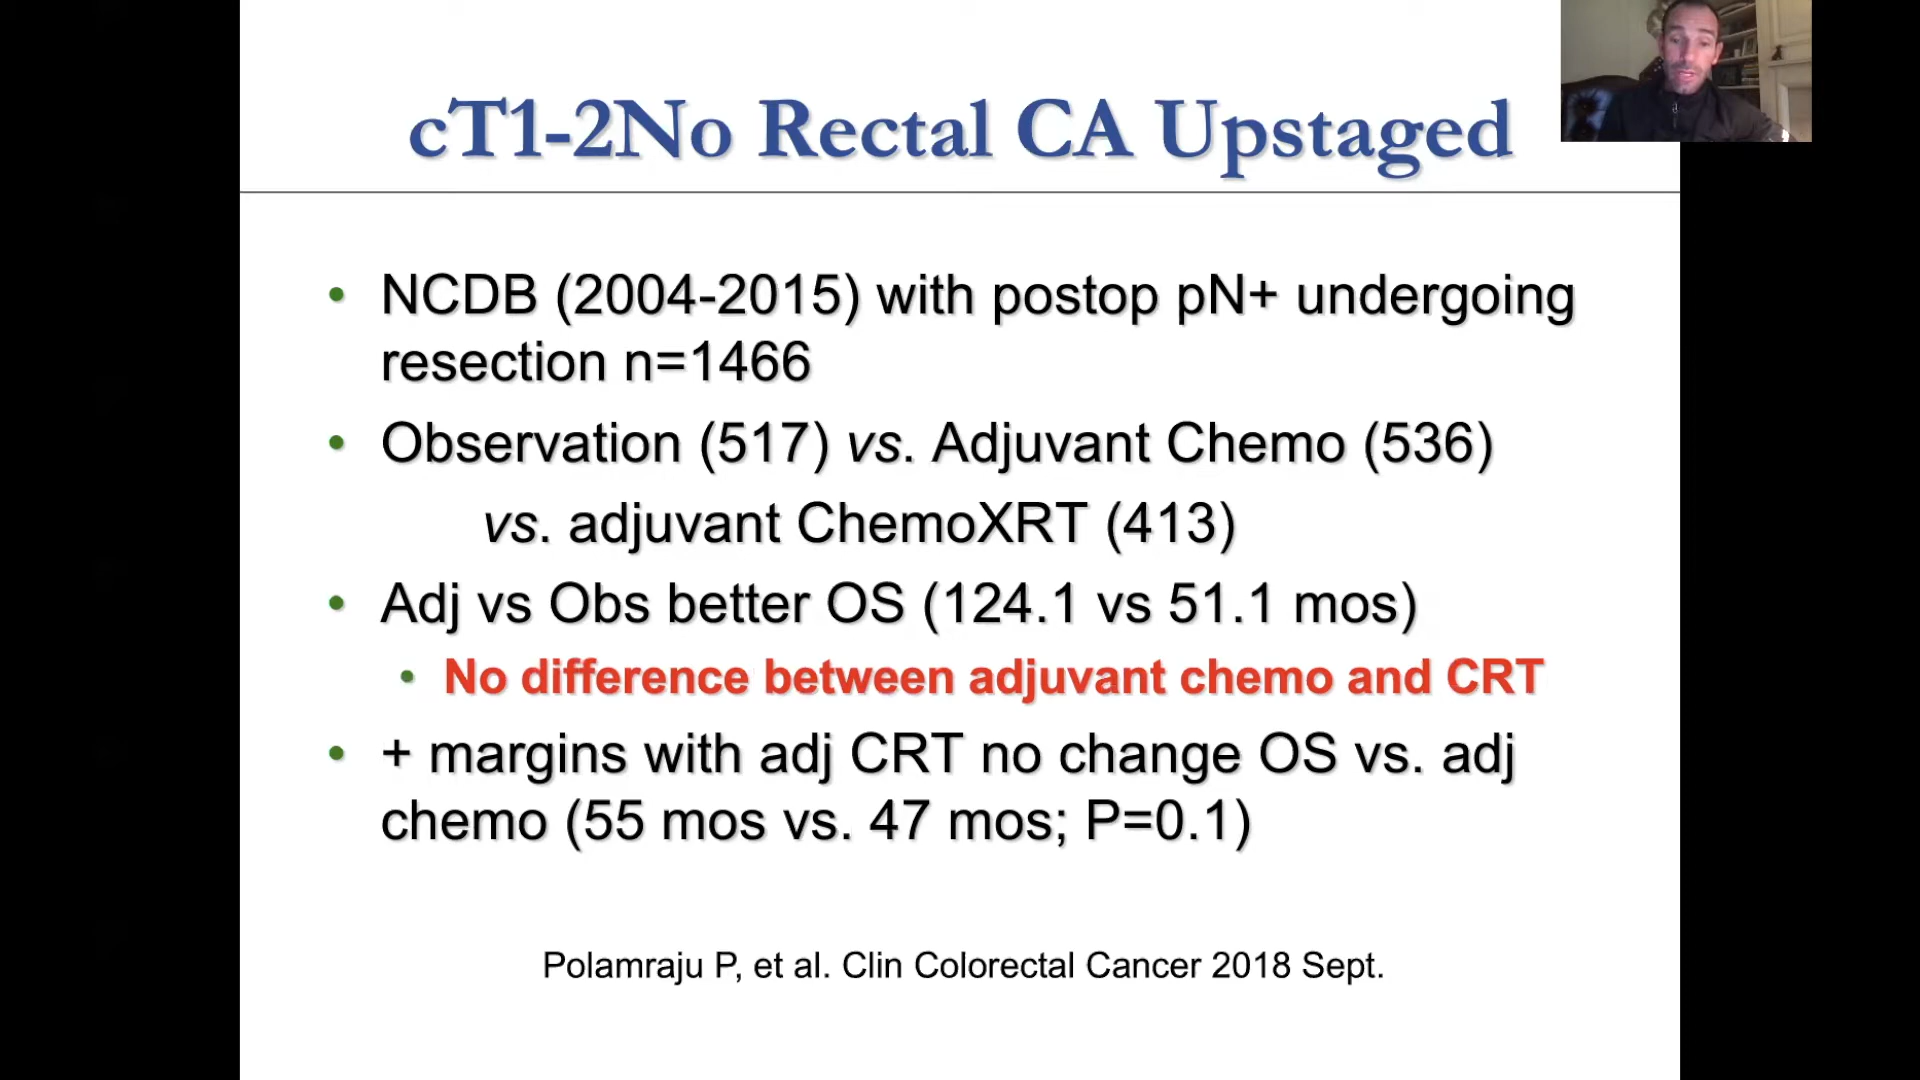 cT1-2No Rectal CA Upstaged
• NCDB (2004-2015) with postop pN+ undergoing
resection n=1466
• Observation (517) vs. Adjuvant Chemo (536)
vs. adjuvant ChemoXRT (413)
• Adj vs Obs better OS (124.1 vs 51.1 mos)
• No difference between adjuvant chemo and CRT
• + margins with adj CRT no change OS vs. adj
chemo (55 mos vs. 47 mos; P=0.1)
Polamraju P, et al. Clin Colorectal Cancer 2018 Sept.